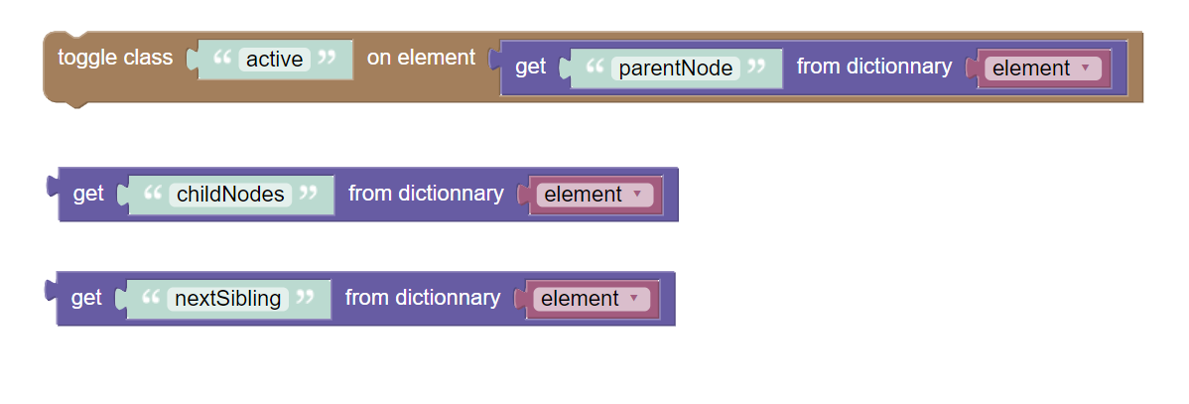 toggle class “ active ” on element get “ parentNode ” from dictionnary element
get “ childNodes ” from dictionnary element
get “ nextSibling ” from dictionnary element